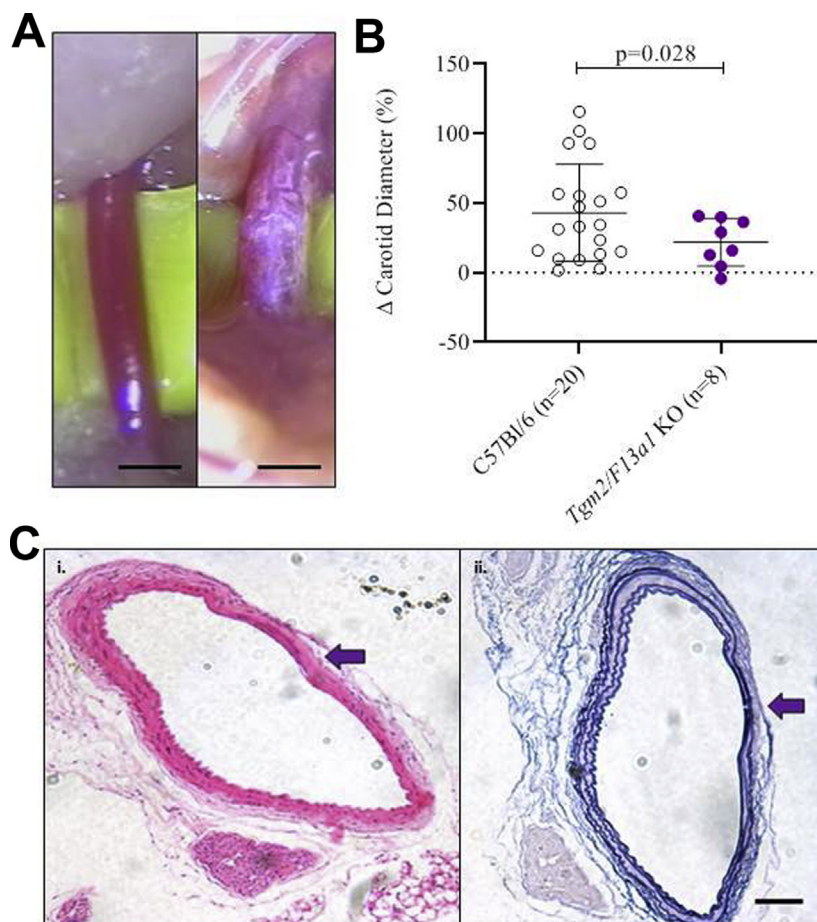 A
B
Δ Carotid Diameter (%)
150
100
50
0
-50
p=0.028
C57Bl/6 (n=20)
Tgm2/F13a1 KO (n=8)
C
i.
ii.